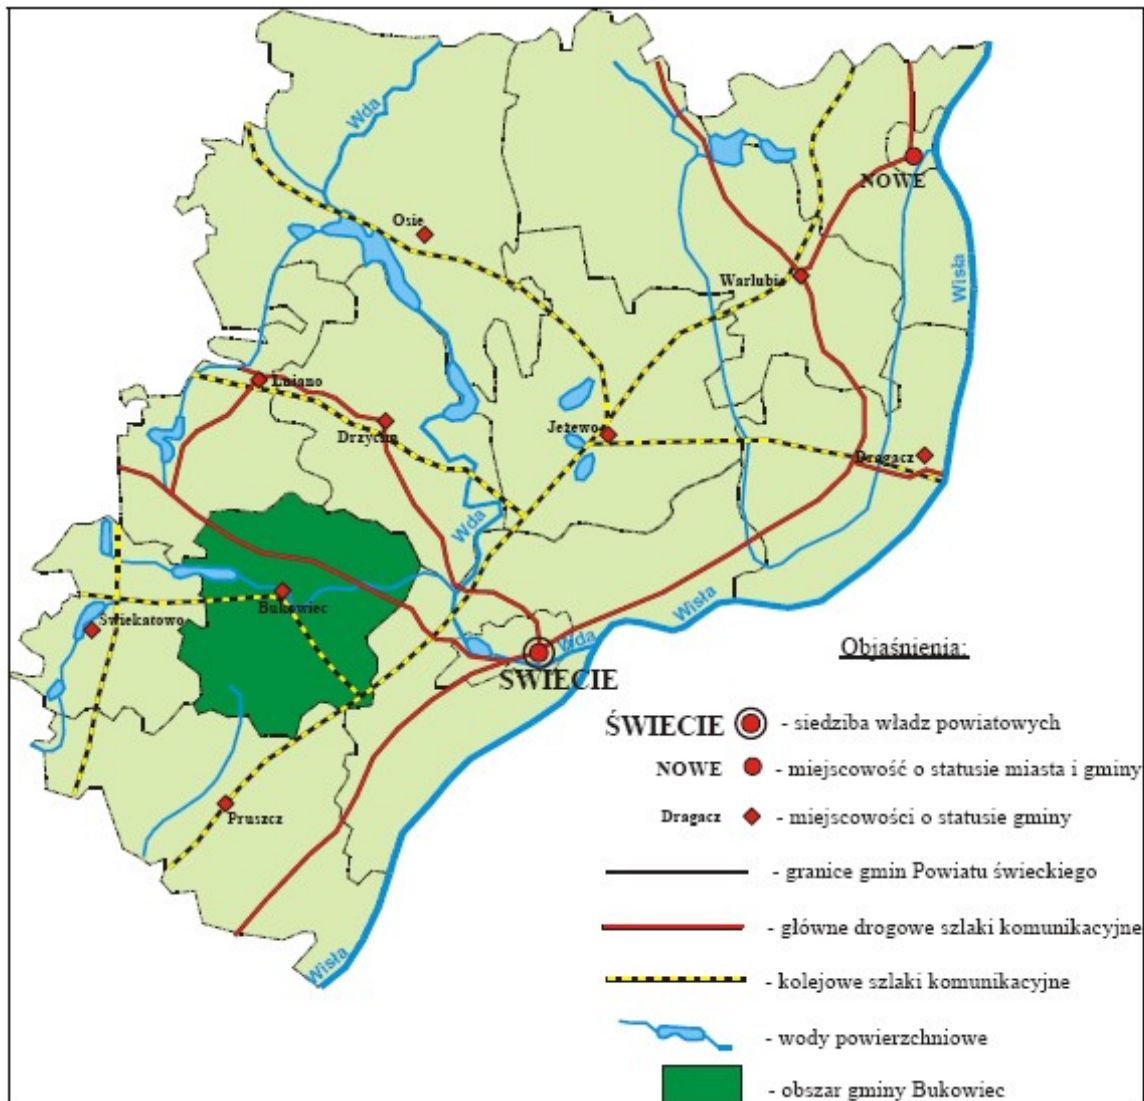 Wda
NOWE
Osie
Wisła
Warlubie
Lniano
Drzycim
Jeżewo
Dragacz
Wda
Bukowiec
Świekatowo
Wisła
Wda
ŚWIECIE
Pruszcz
Wisła
Objaśnienia:
ŚWIECIE - siedziba władz powiatowych
NOWE - miejscowość o statusie miasta i gminy
Dragacz - miejscowości o statusie gminy
- granice gmin Powiatu świeckiego
- główne drogowe szlaki komunikacyjne
- kolejowe szlaki komunikacyjne
- wody powierzchniowe
- obszar gminy Bukowiec